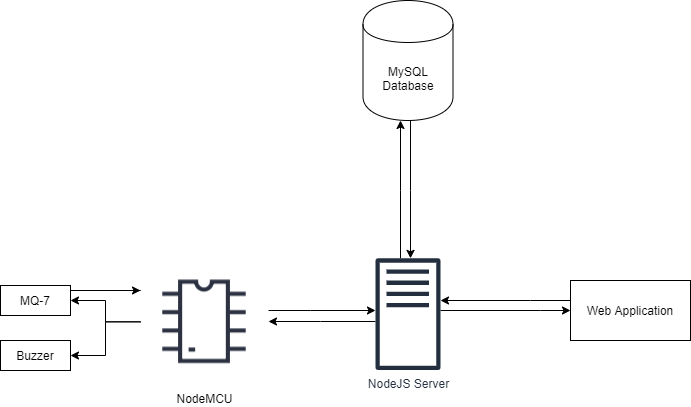 MySQL
Database
MQ-7
Buzzer
NodeMCU
NodeJS Server
Web Application